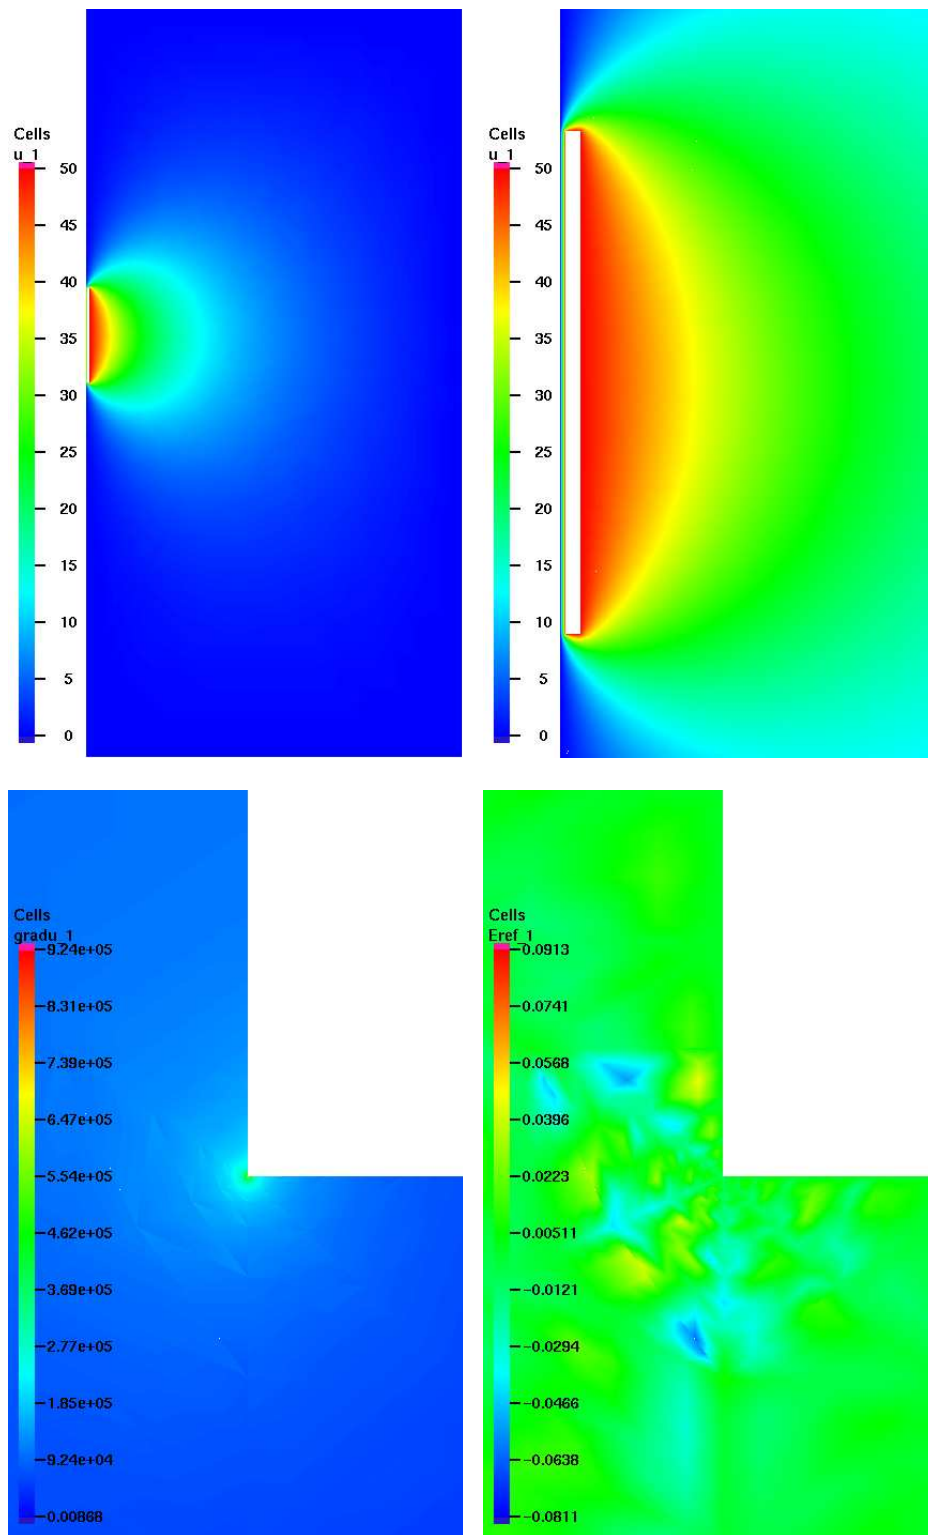 Cells
u_1
50
45
40
35
30
25
20
15
10
5
0
Cells
u_1
50
45
40
35
30
25
20
15
10
5
0
Cells
gradu_1
9.24e+05
8.31e+05
7.39e+05
6.47e+05
5.54e+05
4.62e+05
3.69e+05
2.77e+05
1.85e+05
9.24e+04
0.00868
Cells
Eref_1
0.0913
0.0741
0.0568
0.0396
0.0223
0.00511
-0.0121
-0.0294
-0.0466
-0.0638
-0.0811